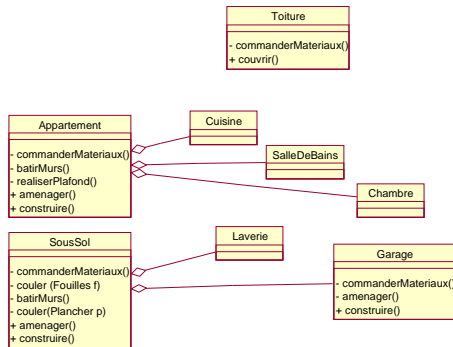 Toiture
- commanderMateriaux()
+ couvrir()
Appartement
- commanderMateriaux()
- batirMurs()
- realiserPlafond()
+ amenager()
+ construire()
Cuisine
SalleDeBains
Chambre
SousSol
- commanderMateriaux()
- couler (Fouilles f)
- batirMurs()
- couler(Plancher p)
+ amenager()
+ construire()
Laverie
Garage
- commanderMateriaux()
- amenager()
+ construire()